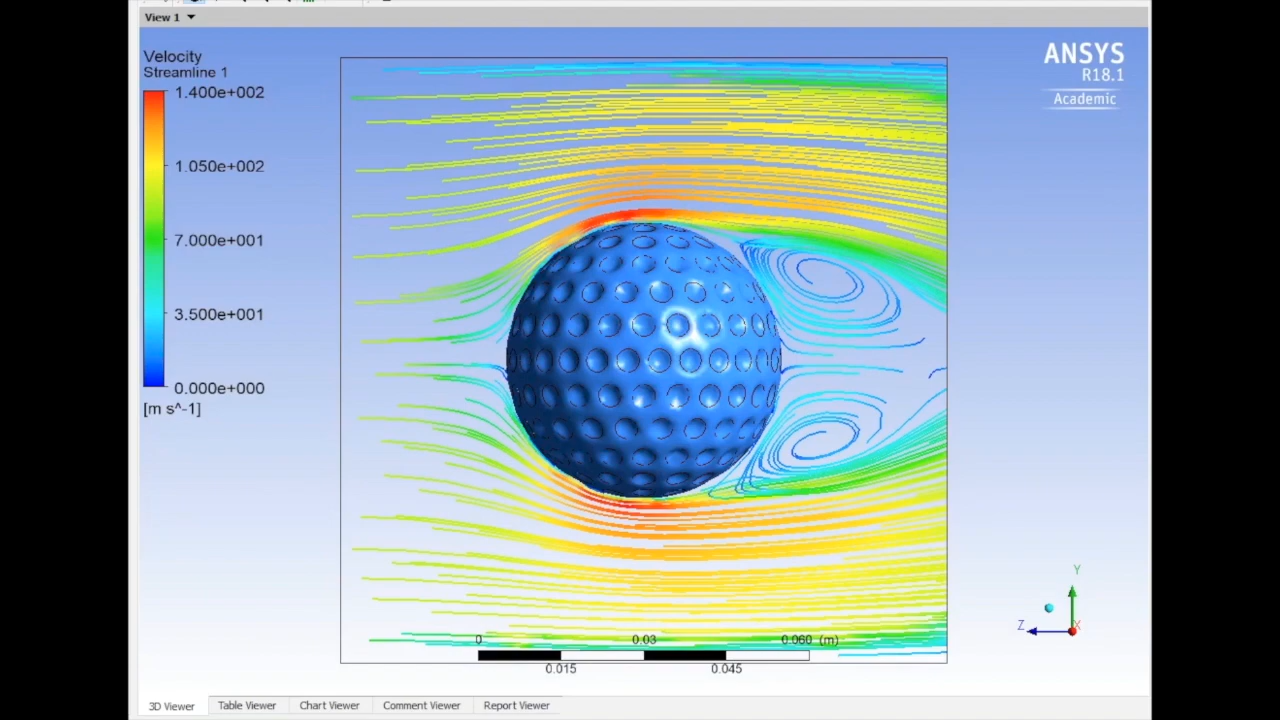 View 1
Velocity
Streamline 1
1.400e+002
1.050e+002
7.000e+001
3.500e+001
0.000e+000
[m s^-1]
ANSYS
R18.1
Academic
Y
Z
X
0 0.03 0.060 (m)
0.015 0.045
3D Viewer Table Viewer Chart Viewer Comment Viewer Report Viewer